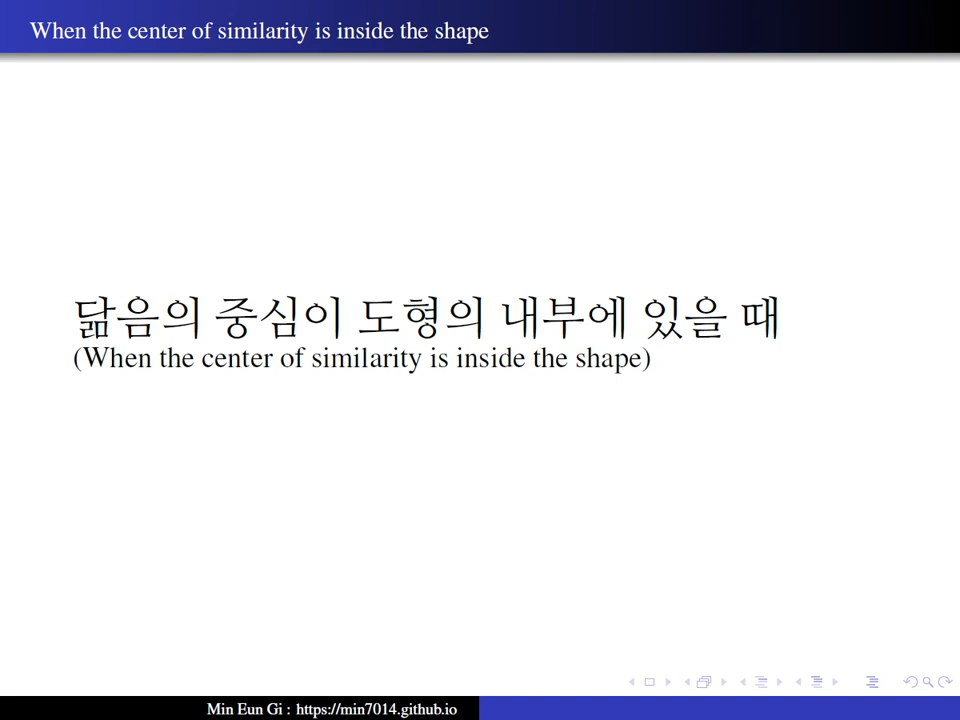 When the center of similarity is inside the shape
닮음의 중심이 도형의 내부에 있을 때
(When the center of similarity is inside the shape)
Min Eun Gi : https://min7014.github.io